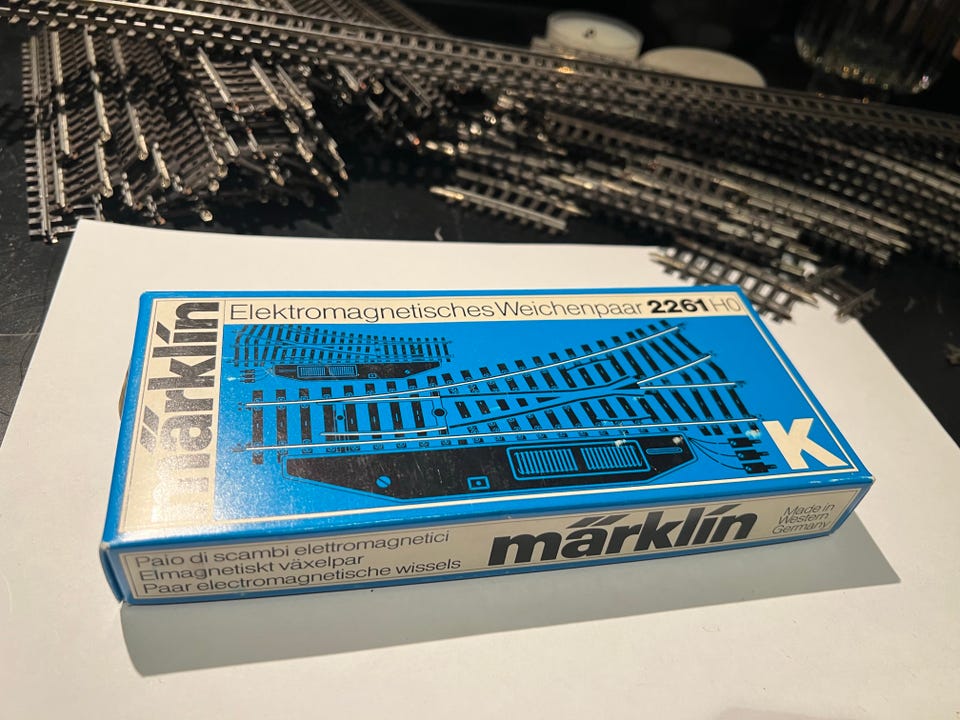 märklin
Elektromagnetisches Weichenpaar 2261 H0
K
Paio di scambi elettromagnetici
Elmagnetiskt växelpar
Paar electromagnetische wissels
märklin
Made in
Western
Germany